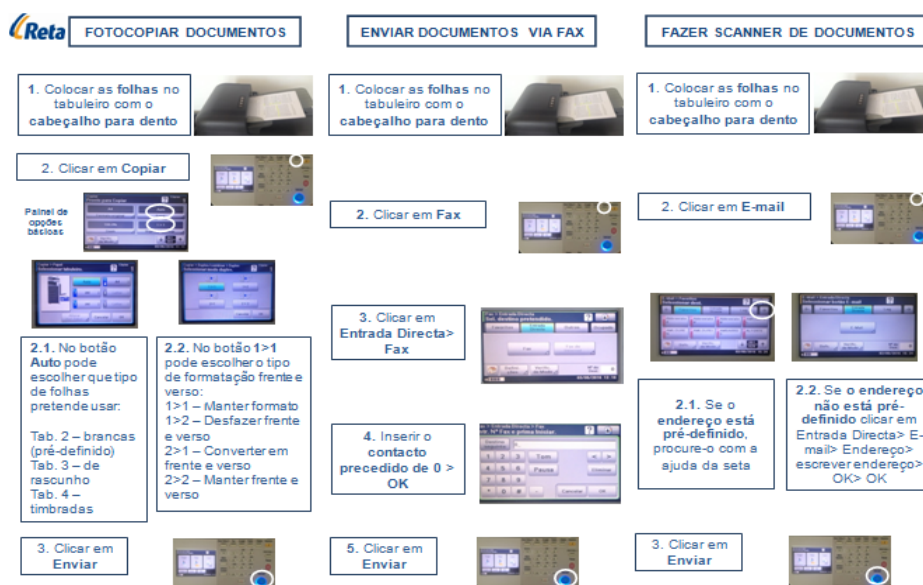 Reta
FOTOCOPIAR DOCUMENTOS
1. Colocar as folhas no
tabuleiro com o
cabeçalho para dento
2. Clicar em Copiar
Painel de
opções
básicas
2.1. No botão
Auto pode
escolher que tipo
de folhas
pretende usar:
Tab. 2 – brancas
(pré-definido)
Tab. 3 – de
rascunho
Tab. 4 –
timbradas
2.2. No botão 1>1
pode escolher o tipo
de formatação frente e
verso:
1>1 – Manter formato
1>2 – Desfazer frente
e verso
2>1 – Converter em
frente e verso
2>2 – Manter frente e
verso
3. Clicar em
Enviar
ENVIAR DOCUMENTOS VIA FAX
1. Colocar as folhas no
tabuleiro com o
cabeçalho para dento
2. Clicar em Fax
3. Clicar em
Entrada Directa>
Fax
4. Inserir o
contacto
precedido de 0 >
OK
5. Clicar em
Enviar
FAZER SCANNER DE DOCUMENTOS
1. Colocar as folhas no
tabuleiro com o
cabeçalho para dento
2. Clicar em E-mail
2.1. Se o
endereço está
pré-definido,
procure-o com a
ajuda da seta
2.2. Se o endereço
não está pré-
definido clicar em
Entrada Directa> E-
mail> Endereço>
escrever endereço>
OK> OK
3. Clicar em
Enviar